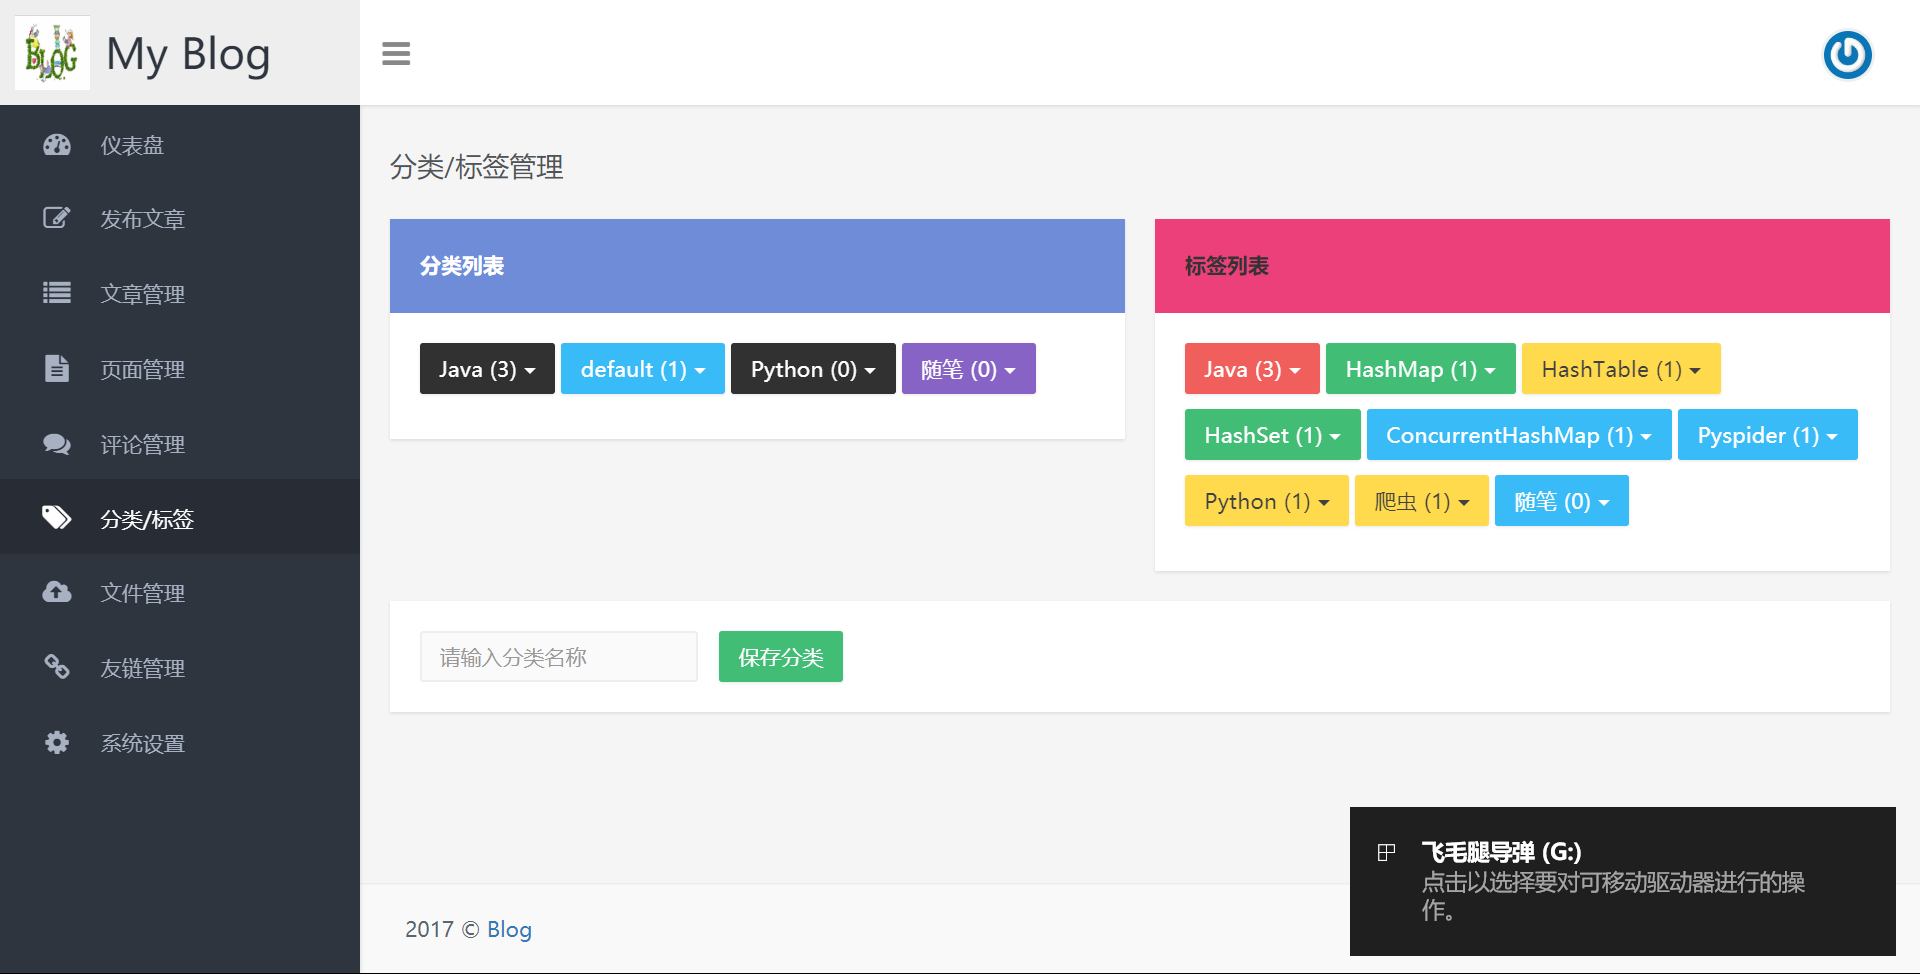 BLOG
My Blog
仪表盘
发布文章
文章管理
页面管理
评论管理
分类/标签
文件管理
友链管理
系统设置
分类/标签管理
分类列表
Java (3) default (1) Python (0) 随笔 (0)
标签列表
Java (3) HashMap (1) HashTable (1)
HashSet (1) ConcurrentHashMap (1) Pyspider (1)
Python (1) 爬虫 (1) 随笔 (0)
请输入分类名称 保存分类
飞毛腿导弹 (G:)
点击以选择要对可移动驱动器进行的操
作。
2017 © Blog